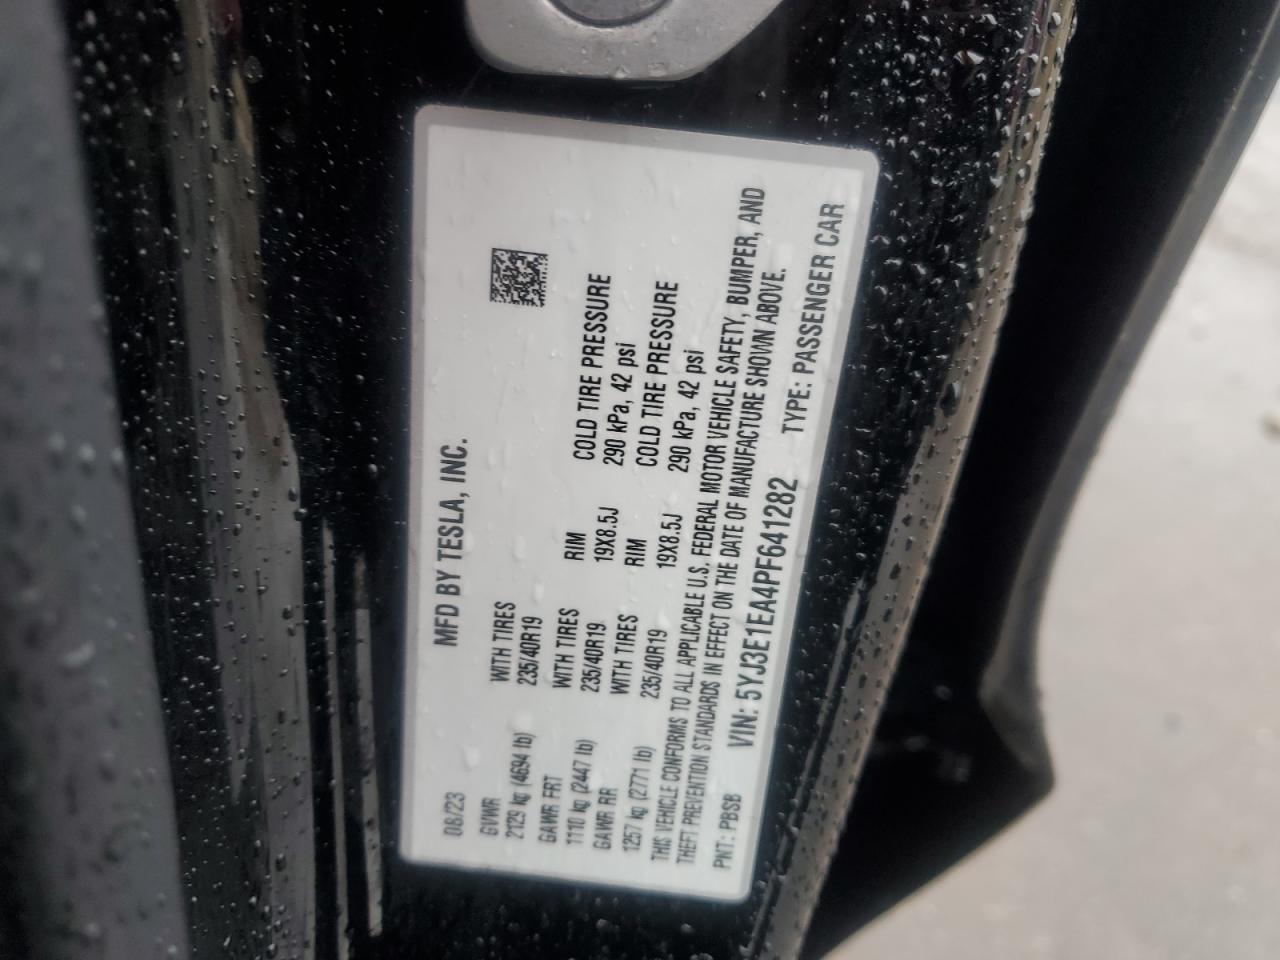 08/23 MFD BY TESLA, INC.
GVWR WITH TIRES
2129 kg (4694 lb) 235/40R19
GAWR FRT WITH TIRES RIM COLD TIRE PRESSURE
1110 kg (2447 lb) 235/40R19 19X8.5J 290 kPa, 42 psi
GAWR RR WITH TIRES RIM COLD TIRE PRESSURE
1257 kg (2771 lb) 235/40R19 19X8.5J 290 kPa, 42 psi
THIS VEHICLE CONFORMS TO ALL APPLICABLE U.S. FEDERAL MOTOR VEHICLE SAFETY, BUMPER, AND
THEFT PREVENTION STANDARDS IN EFFECT ON THE DATE OF MANUFACTURE SHOWN ABOVE.
PNT: PBSB VIN: 5YJ3E1EA4PF641282 TYPE: PASSENGER CAR